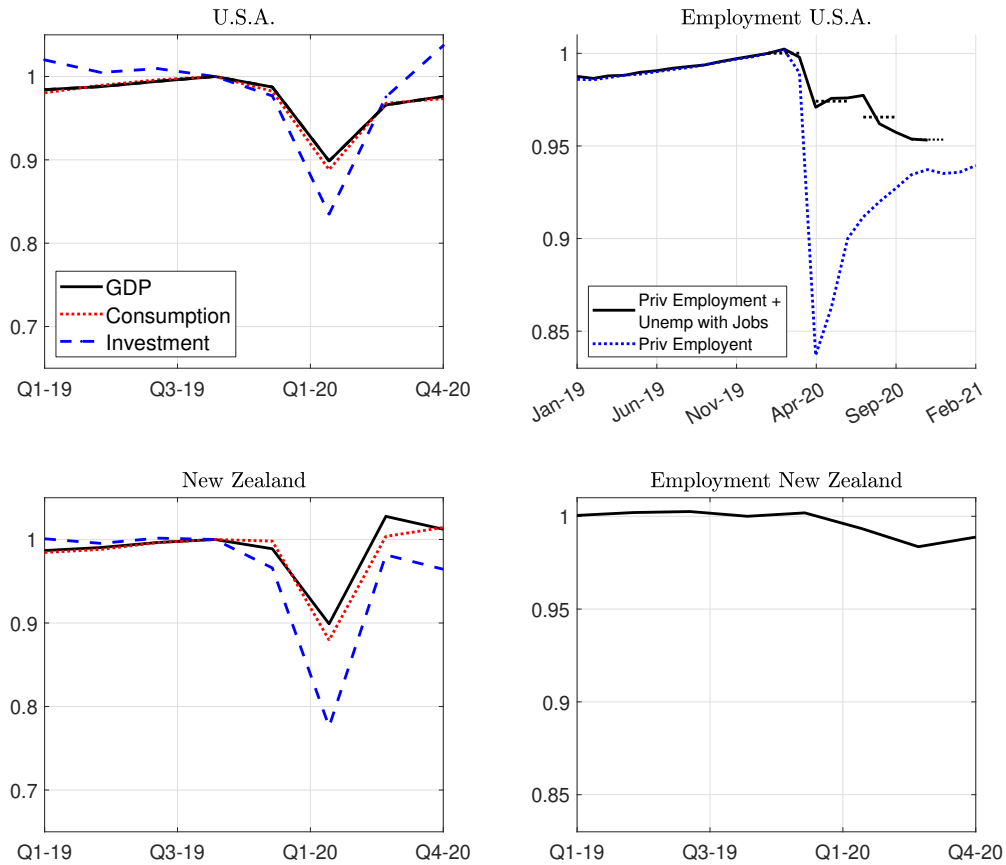 U.S.A.
1
0.9
0.8
0.7
GDP
Consumption
Investment
Q1-19
Q3-19
Q1-20
Q4-20
Employment U.S.A.
1
0.95
0.9
0.85
Priv Employment +
Unemp with Jobs
Priv Employent
Jan-19
Jun-19
Nov-19
Apr-20
Sep-20
Feb-21
New Zealand
1
0.9
0.8
0.7
Q1-19
Q3-19
Q1-20
Q4-20
Employment New Zealand
1
0.95
0.9
0.85
Q1-19
Q3-19
Q1-20
Q4-20